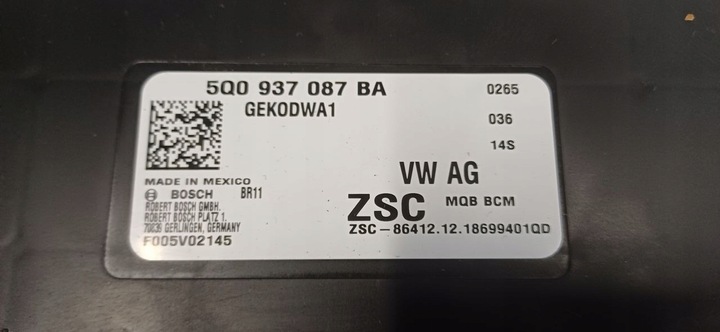 5Q0 937 087 BA 0265
GEKODWA1
036
14S
VW AG
MADE IN MEXICO
BOSCH BR11
ZSC MQB BCM
ROBERT BOSCH GMBH.
ROBERT BOSCH PLATZ 1.
70036 GERLINGEN, GERMANY
ZSC-86412.12.18699401QD
F005V02145